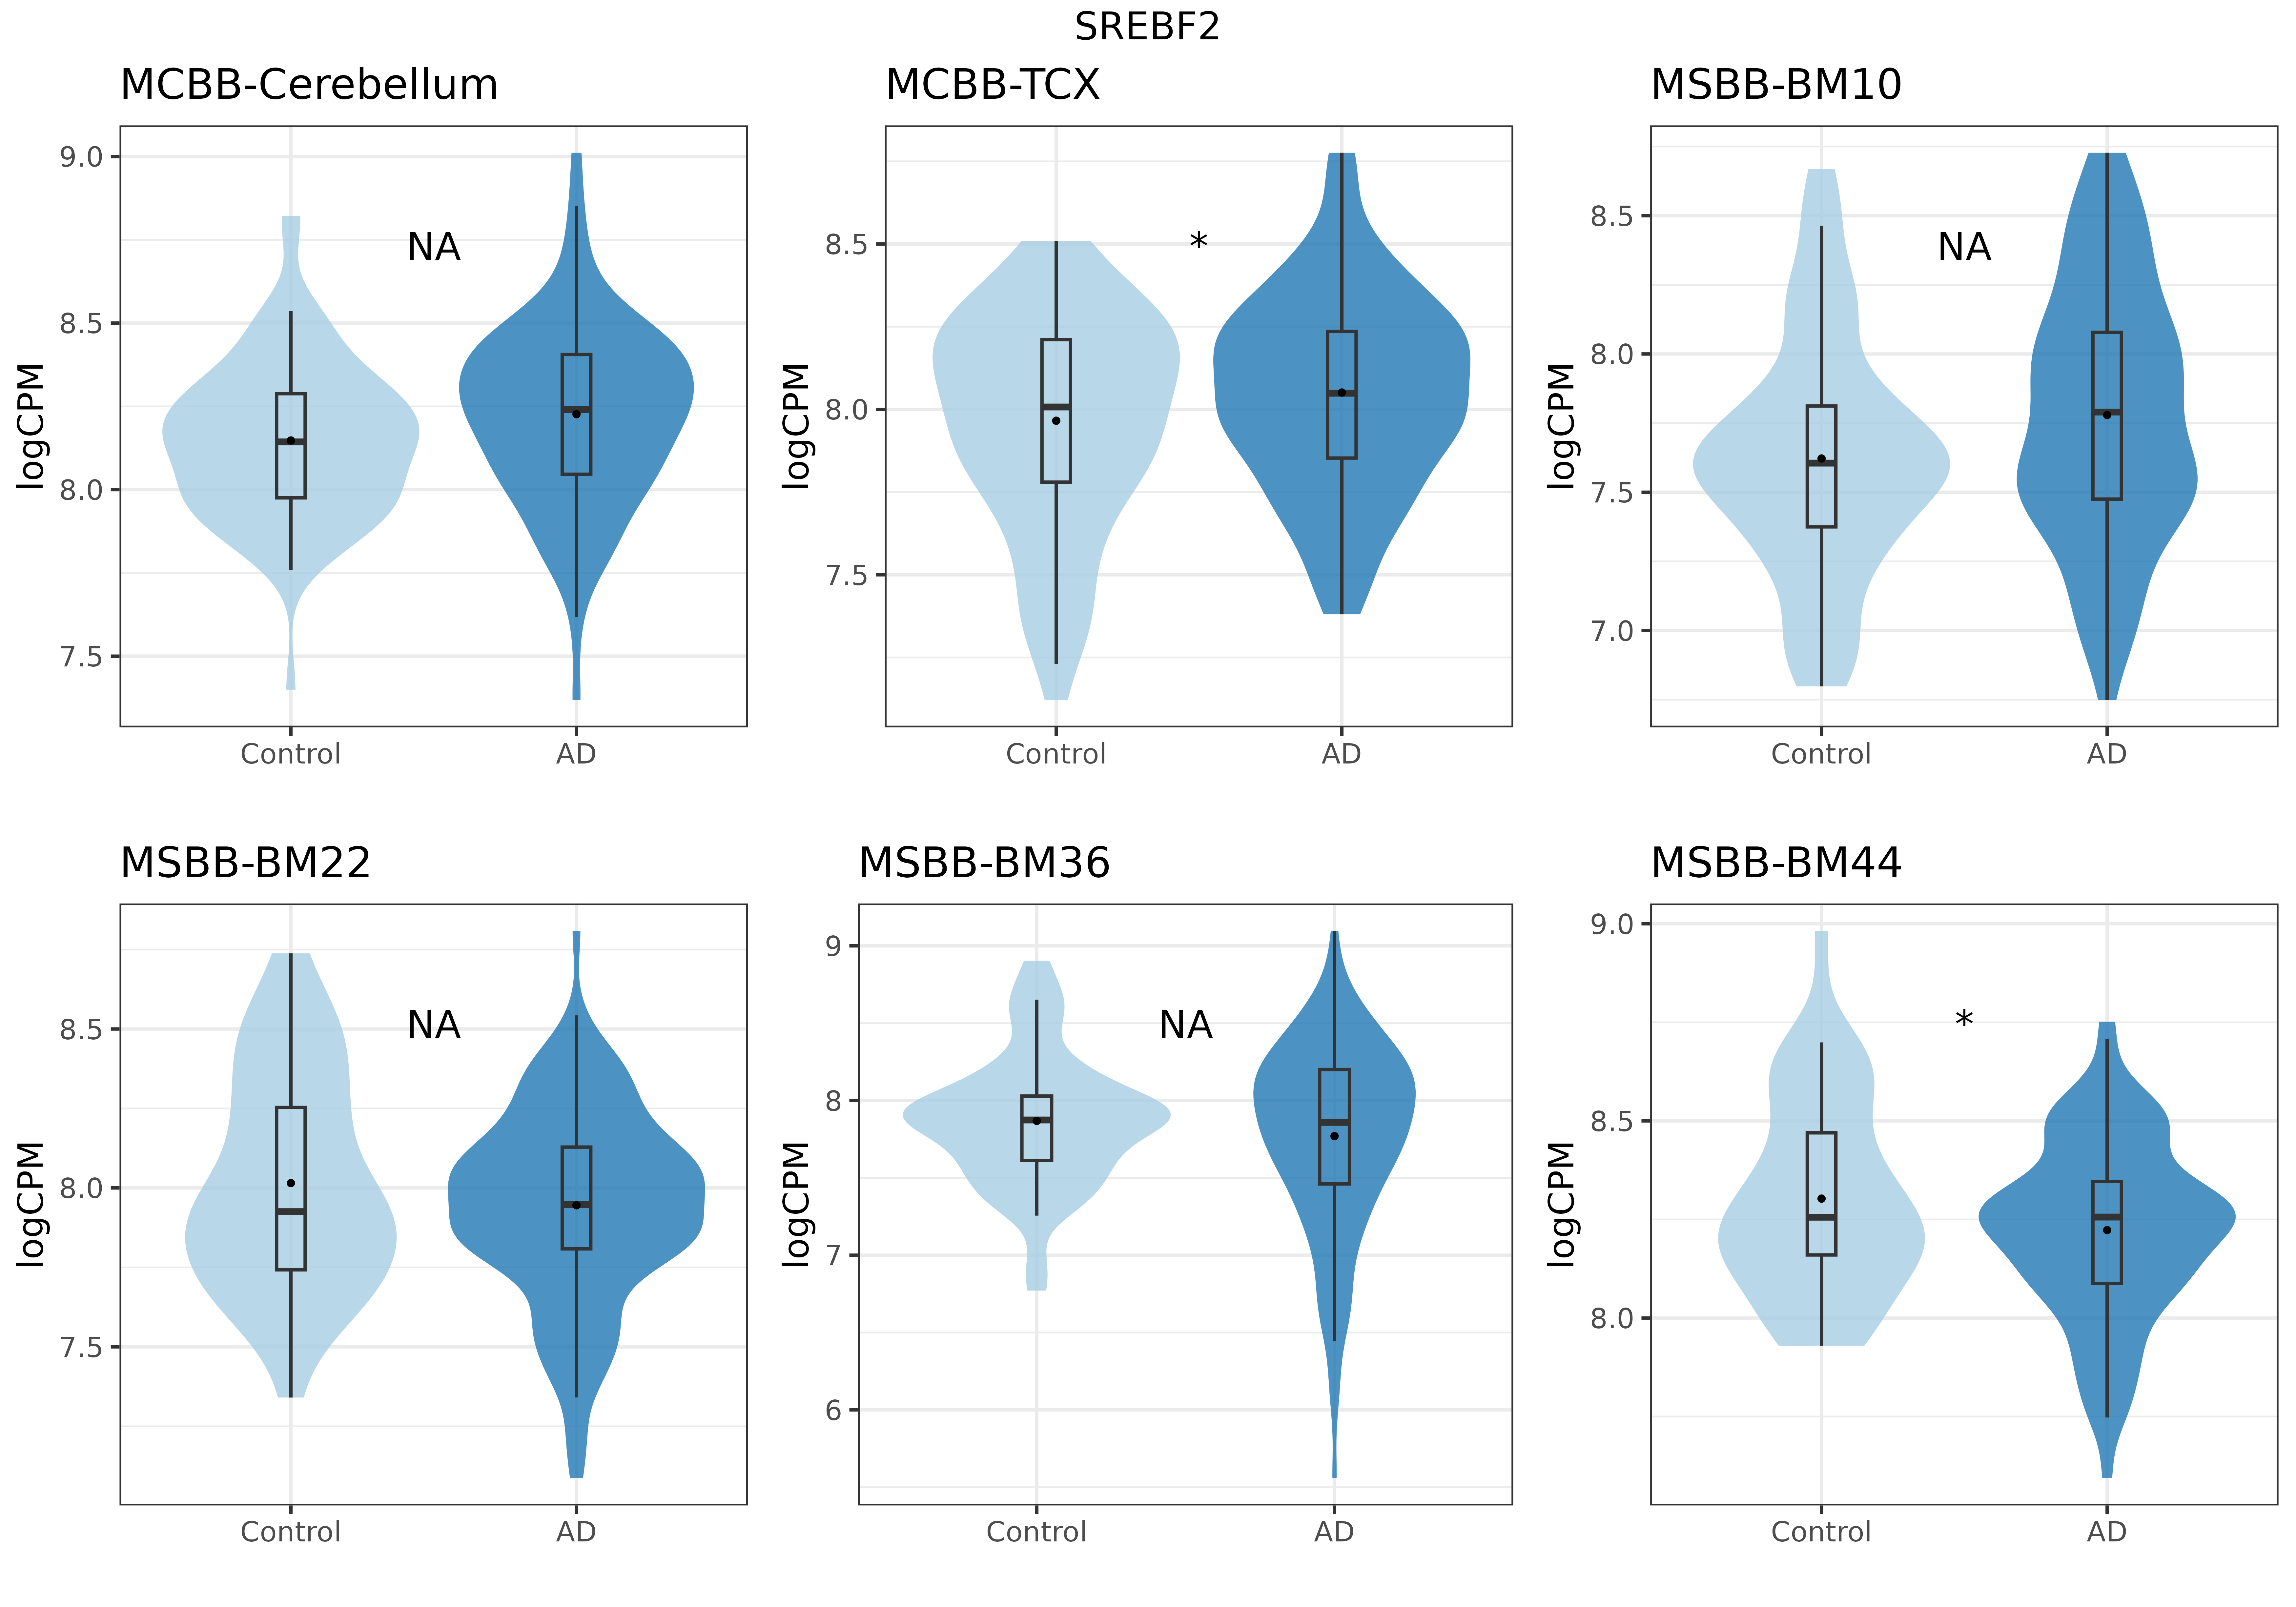 SREBF2
MCBB-Cerebellum
MCBB-TCX
MSBB-BM10
logCPM
9.0
8.5
8.0
7.5
NA
Control
AD
logCPM
8.5
8.0
7.5
*
Control
AD
logCPM
8.5
8.0
7.5
7.0
NA
Control
AD
MSBB-BM22
MSBB-BM36
MSBB-BM44
logCPM
8.5
8.0
7.5
NA
Control
AD
logCPM
9
8
7
6
NA
Control
AD
logCPM
9.0
8.5
8.0
*
Control
AD